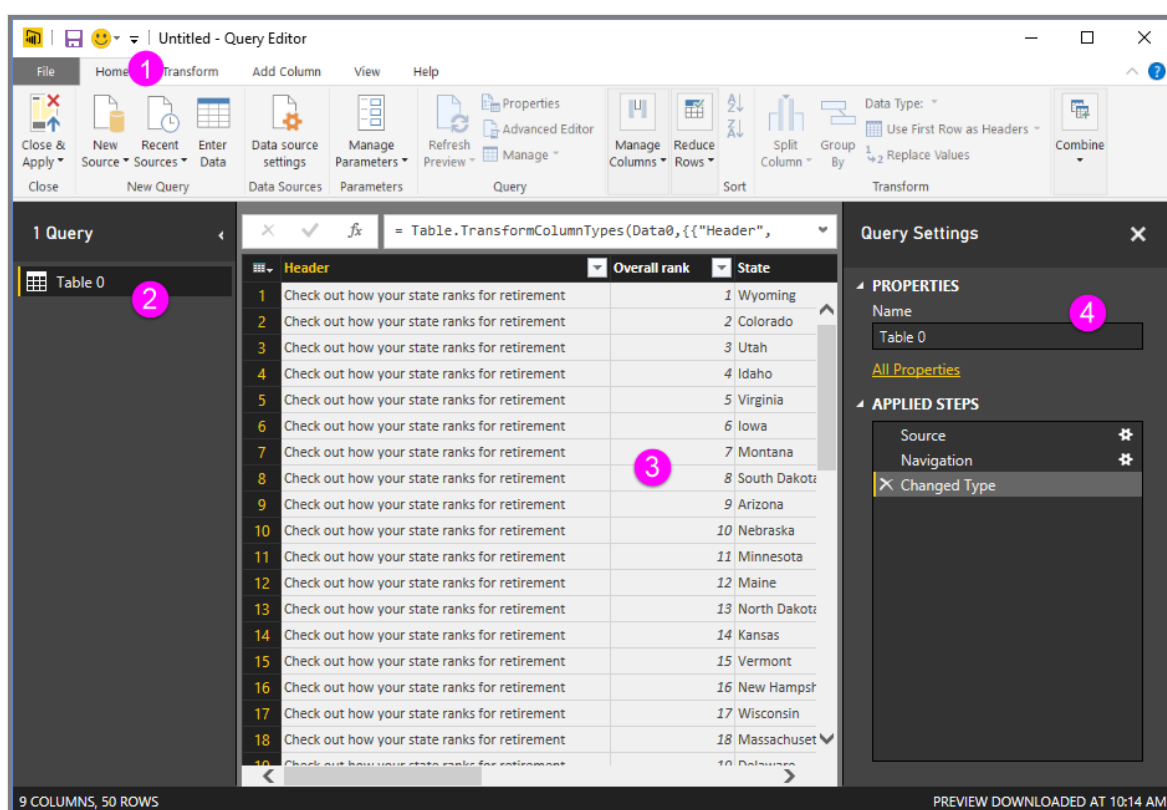 Untitled - Query Editor
File Home 1 Transform Add Column View Help
Close & Apply
New Source
Recent Sources
Enter Data
Data source settings
Manage Parameters
Refresh Preview
Properties
Advanced Editor
Manage
Manage Columns
Reduce Rows
Split Column
Group By
Data Type:
Use First Row as Headers
Replace Values
Combine
Close New Query Data Sources Parameters Query Sort Transform
1 Query
Table 0
2
fx = Table.TransformColumnTypes(Data0,{{"Header",
Header Overall rank State
1 Check out how your state ranks for retirement 1 Wyoming
2 Check out how your state ranks for retirement 2 Colorado
3 Check out how your state ranks for retirement 3 Utah
4 Check out how your state ranks for retirement 4 Idaho
5 Check out how your state ranks for retirement 5 Virginia
6 Check out how your state ranks for retirement 6 Iowa
7 Check out how your state ranks for retirement 7 Montana
3
8 Check out how your state ranks for retirement 8 South Dakota
9 Check out how your state ranks for retirement 9 Arizona
10 Check out how your state ranks for retirement 10 Nebraska
11 Check out how your state ranks for retirement 11 Minnesota
12 Check out how your state ranks for retirement 12 Maine
13 Check out how your state ranks for retirement 13 North Dakota
14 Check out how your state ranks for retirement 14 Kansas
15 Check out how your state ranks for retirement 15 Vermont
16 Check out how your state ranks for retirement 16 New Hampsh
17 Check out how your state ranks for retirement 17 Wisconsin
18 Check out how your state ranks for retirement 18 Massachuset
19 Check out how your state ranks for retirement 19 Delaware
Query Settings
PROPERTIES
Name
4
Table 0
All Properties
APPLIED STEPS
Source
Navigation
Changed Type
9 COLUMNS, 50 ROWS
PREVIEW DOWNLOADED AT 10:14 AM